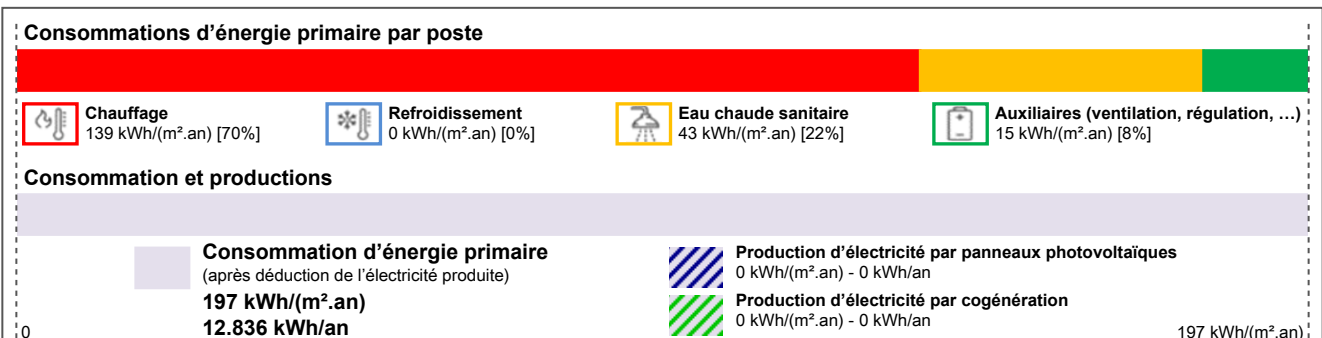 Consommations d'énergie primaire par poste
Chauffage
139 kWh/(m².an) [70%]
Refroidissement
0 kWh/(m².an) [0%]
Eau chaude sanitaire
43 kWh/(m².an) [22%]
Auxiliaires (ventilation, régulation, …)
15 kWh/(m².an) [8%]
Consommation et productions
Consommation d'énergie primaire
(après déduction de l'électricité produite)
197 kWh/(m².an)
12.836 kWh/an
Production d'électricité par panneaux photovoltaïques
0 kWh/(m².an) - 0 kWh/an
Production d'électricité par cogénération
0 kWh/(m².an) - 0 kWh/an
0
197 kWh/(m².an)